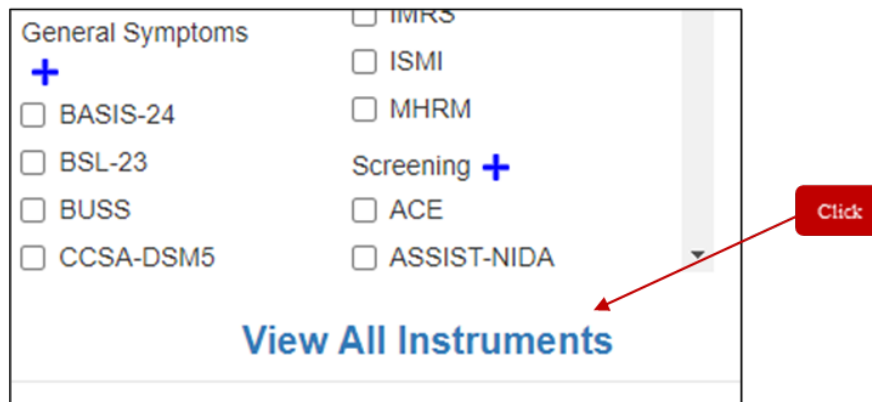 General Symptoms
BASIS-24
BSL-23
BUSS
CCSA-DSM5
IMRS
ISMI
MHRM
Screening
ACE
ASSIST-NIDA
View All Instruments
Click